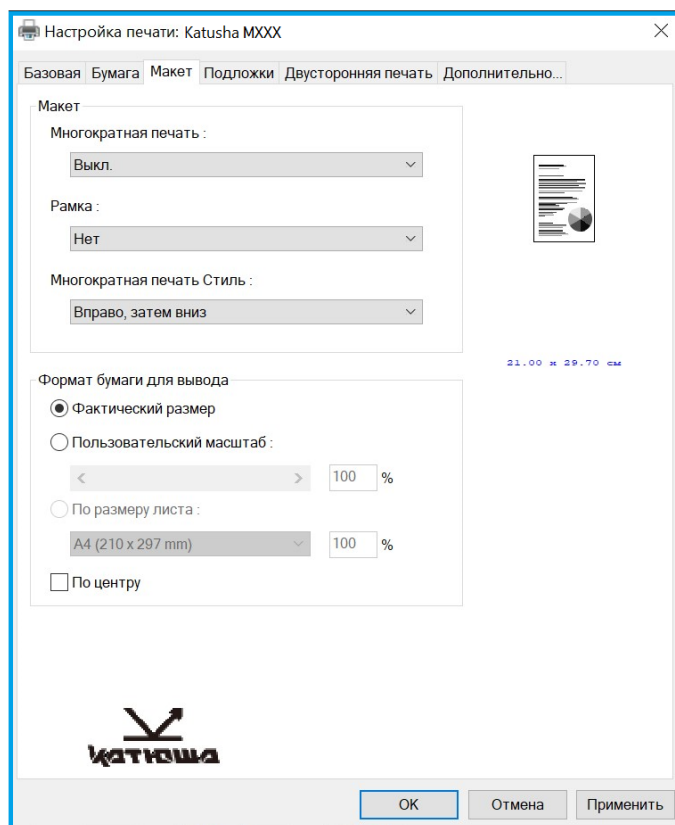 Настройка печати: Katusha MXXX
Базовая Бумага Макет Подложки Двусторонняя печать Дополнительно...
Макет
Многократная печать :
Выкл.
Рамка :
Нет
Многократная печать Стиль :
Вправо, затем вниз
21.00 x 29.70 см
Формат бумаги для вывода
Фактический размер
Пользовательский масштаб :
100 %
По размеру листа :
A4 (210 x 297 mm) 100 %
По центру
катюша
OK Отмена Применить